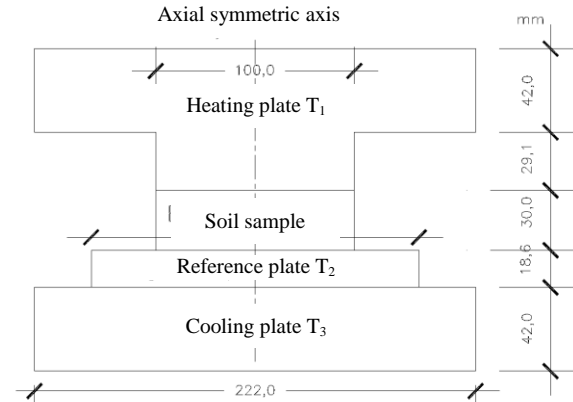 Axial symmetric axis
mm
100,0
42,0
Heating plate T₁
29,1
30,0
Soil sample
18,6
Reference plate T₂
Cooling plate T₃
42,0
222,0